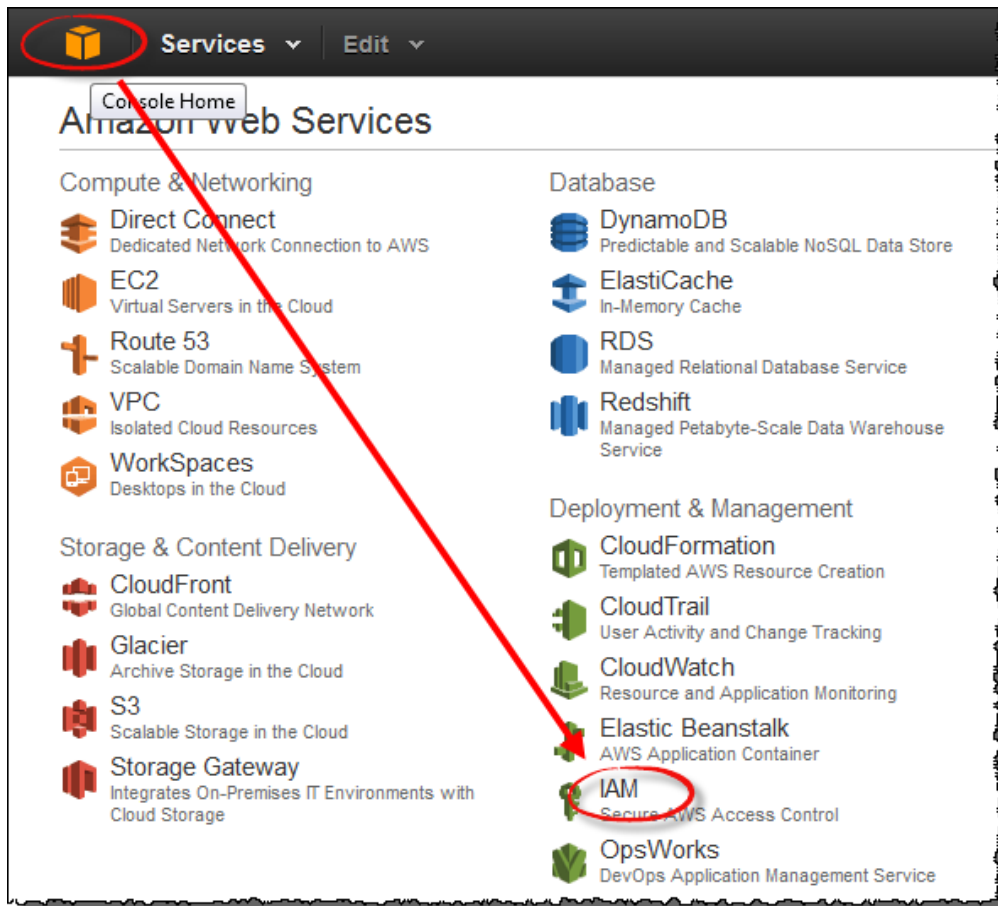 Services
Edit
Console Home
Amazon Web Services
Compute & Networking
Direct Connect
Dedicated Network Connection to AWS
EC2
Virtual Servers in the Cloud
Route 53
Scalable Domain Name System
VPC
Isolated Cloud Resources
WorkSpaces
Desktops in the Cloud
Storage & Content Delivery
CloudFront
Global Content Delivery Network
Glacier
Archive Storage in the Cloud
S3
Scalable Storage in the Cloud
Storage Gateway
Integrates On-Premises IT Environments with
Cloud Storage
Database
DynamoDB
Predictable and Scalable NoSQL Data Store
ElastiCache
In-Memory Cache
RDS
Managed Relational Database Service
Redshift
Managed Petabyte-Scale Data Warehouse
Service
Deployment & Management
CloudFormation
Templated AWS Resource Creation
CloudTrail
User Activity and Change Tracking
CloudWatch
Resource and Application Monitoring
Elastic Beanstalk
AWS Application Container
IAM
Secure AWS Access Control
OpsWorks
DevOps Application Management Service